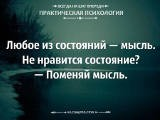 ПРАКТИЧЕСКАЯ ПСИХОЛОГИЯ
Любое из состояний — мысль.
Не нравится состояние?
— Поменяй мысль.